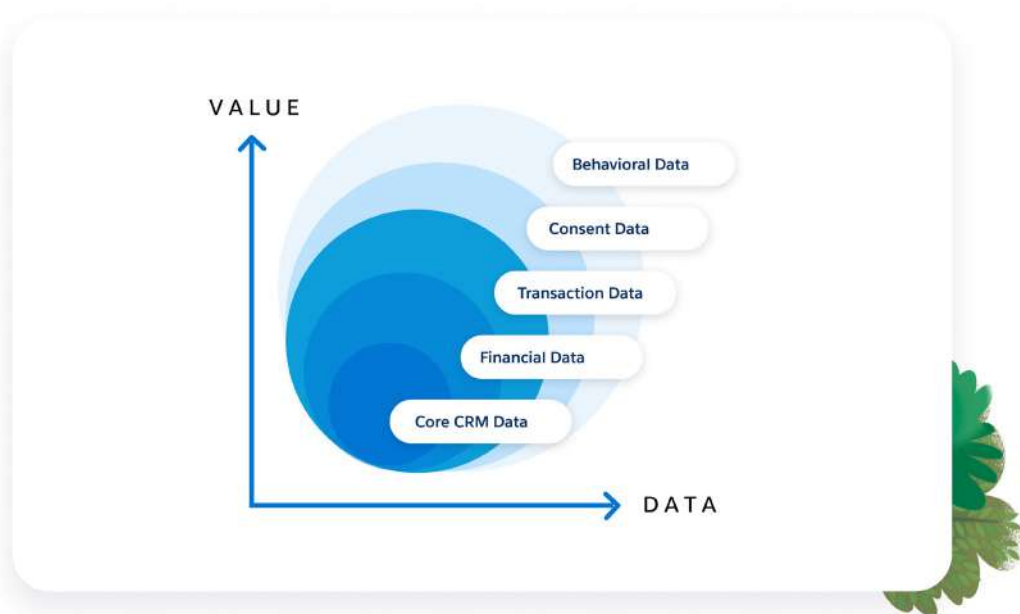 VALUE
Behavioral Data
Consent Data
Transaction Data
Financial Data
Core CRM Data
DATA